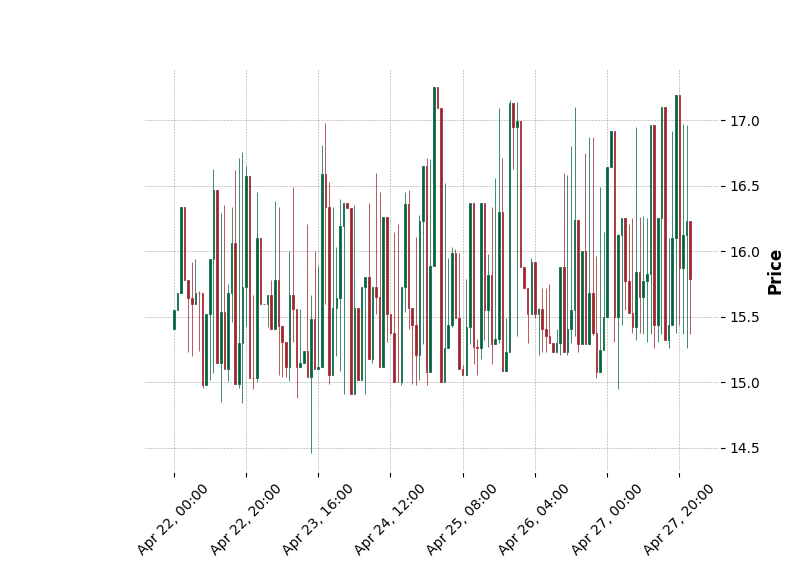 17.0
16.5
16.0
15.5
15.0
14.5
Price
Apr 22, 00:00
Apr 22, 20:00
Apr 23, 16:00
Apr 24, 12:00
Apr 25, 08:00
Apr 26, 04:00
Apr 27, 00:00
Apr 27, 20:00